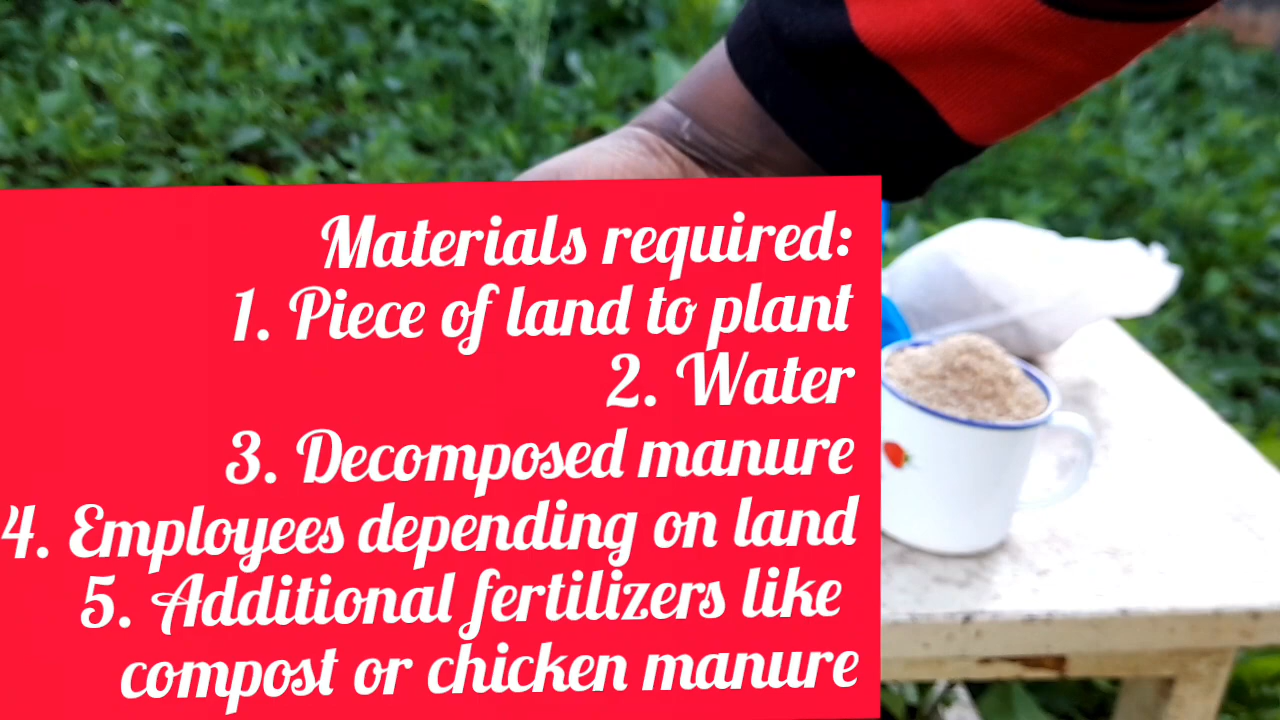 Materials required:
1. Piece of land to plant
2. Water
3. Decomposed manure
4. Employees depending on land
5. Additional fertilizers like
compost or chicken manure